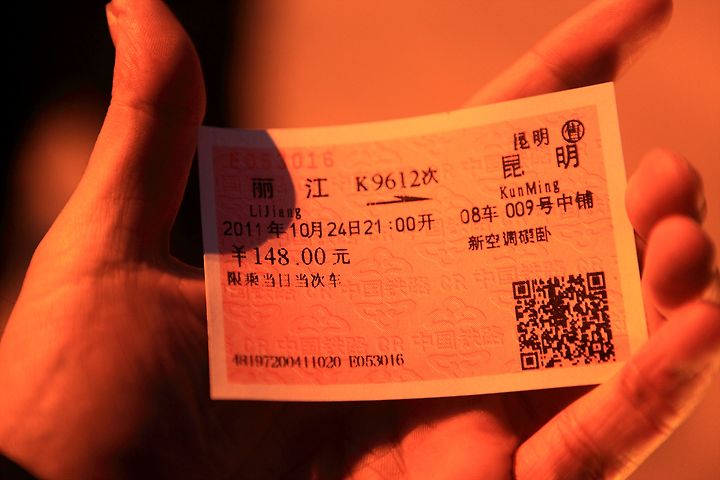 E053016
昆明 售
丽江 K9612次 昆明
LiJiang KunMing
2011年10月24日21:00开 08车 009号中铺
￥148.00元 新空调硬卧
限乘当日当次车
48197200411020 E053016